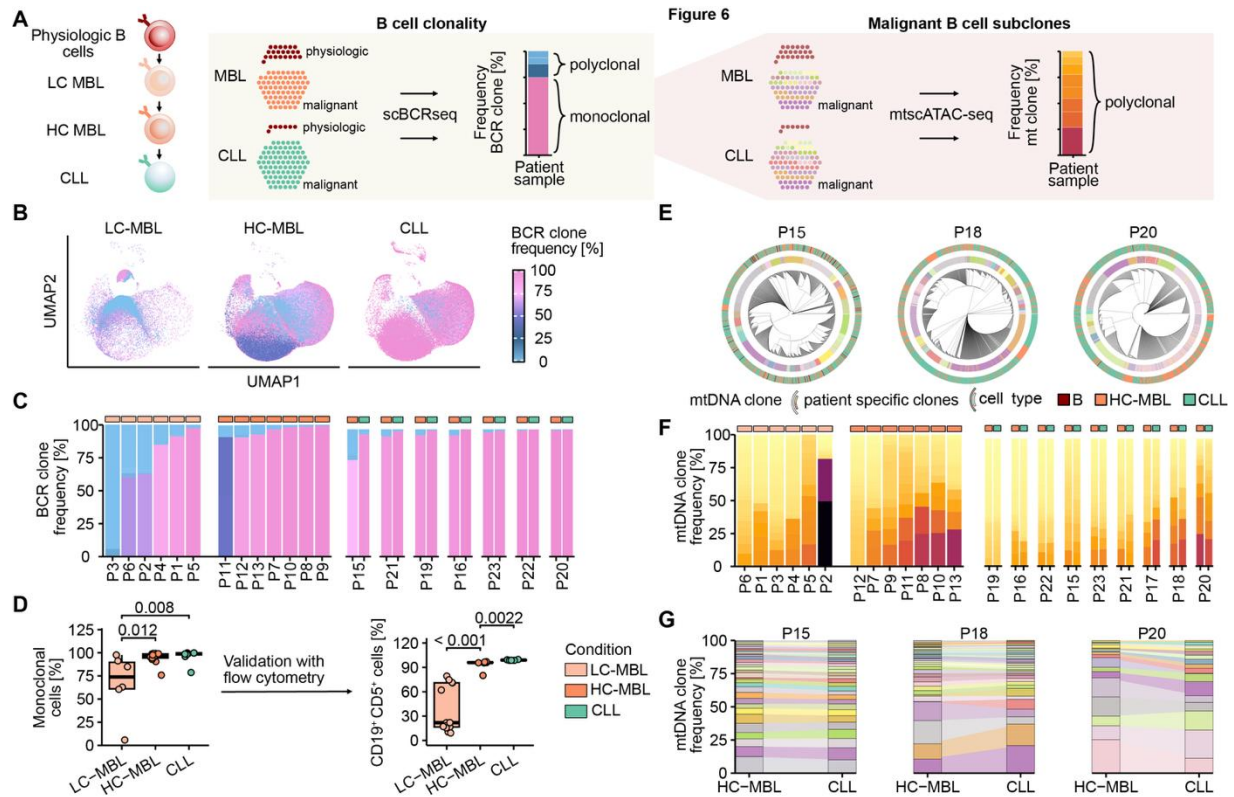 Figure 6
A
Physiologic B
cells
LC MBL
HC MBL
CLL
B cell clonality
MBL
physiologic
malignant
CLL
physiologic
malignant
scBCRseq
Frequency
BCR clone [%]
polyclonal
monoclonal
Patient
sample
Malignant B cell subclones
MBL
malignant
CLL
malignant
mtscATAC-seq
Frequency
mt clone [%]
polyclonal
Patient
sample
B
LC-MBL
HC-MBL
CLL
UMAP2
UMAP1
BCR clone
frequency [%]
100
75
50
25
0
C
BCR clone
frequency [%]
100
75
50
25
0
P3
P6
P2
P4
P1
P5
P11
P12
P13
P7
P10
P8
P9
P15
P21
P19
P16
P23
P22
P20
D
Monoclonal
cells [%]
125
100
75
50
25
0
0.008
0.012
LC−MBL
HC−MBL
CLL
Validation with
flow cytometry
CD19+ CD5+ cells [%]
120
90
60
30
0
0.0022
< 0.001
LC−MBL
HC−MBL
CLL
Condition
LC-MBL
HC-MBL
CLL
E
P15
P18
P20
mtDNA clone
patient specific clones
cell type
B
HC-MBL
CLL
F
mtDNA clone
frequency [%]
100
75
50
25
0
P6
P1
P3
P4
P5
P2
P12
P7
P9
P11
P8
P10
P13
P19
P16
P22
P15
P23
P21
P17
P18
P20
G
P15
P18
P20
mtDNA clone
frequency [%]
100
75
50
25
0
HC−MBL
CLL
HC−MBL
CLL
HC−MBL
CLL